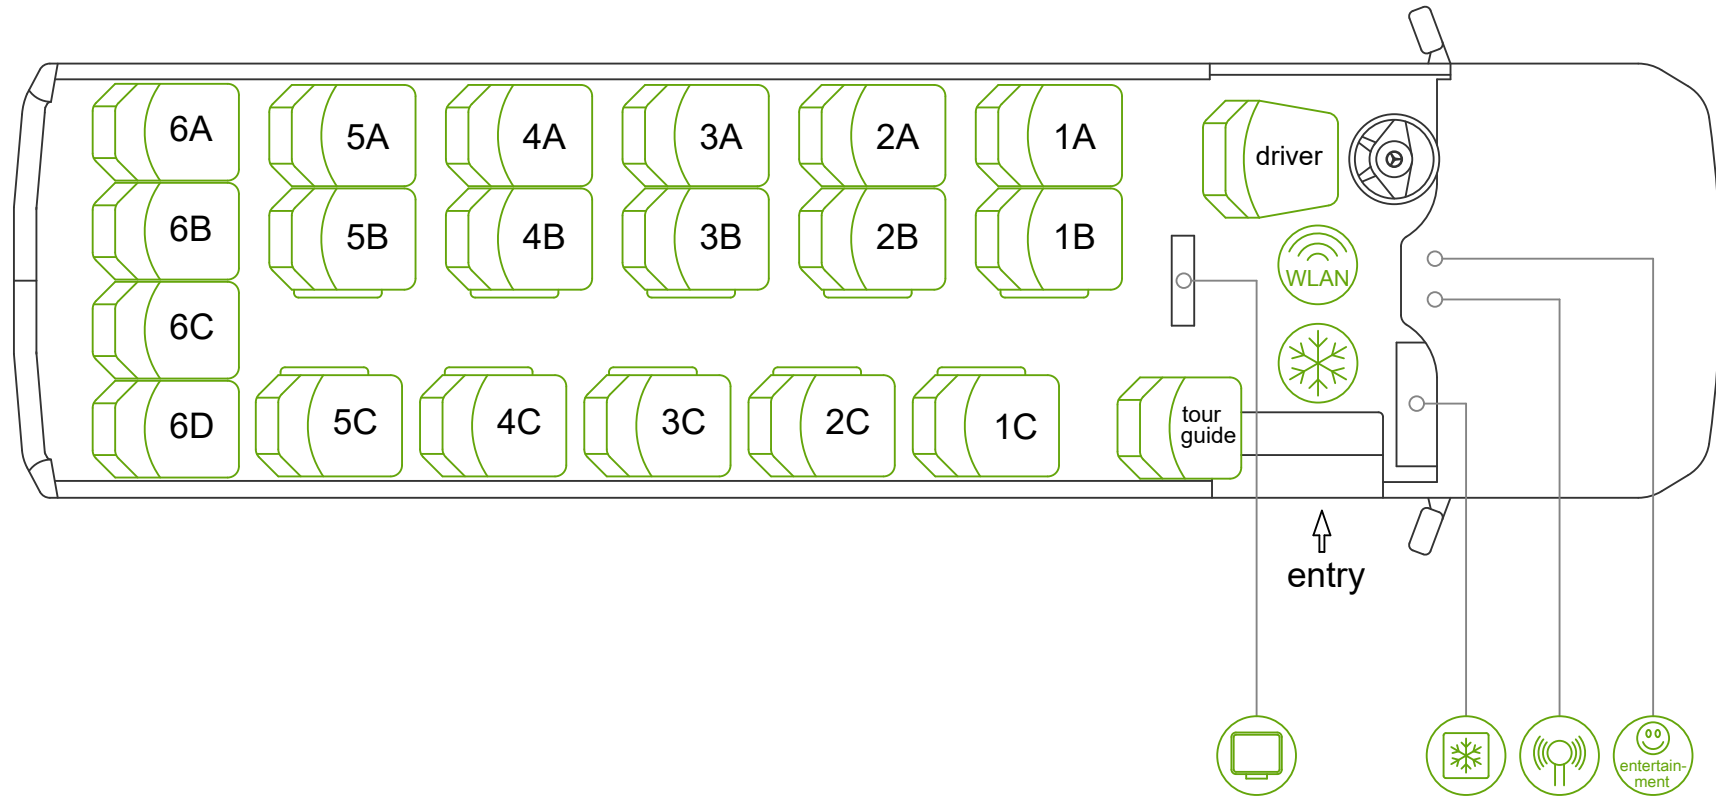 6A
5A
4A
3A
2A
1A
driver
6B
5B
4B
3B
2B
1B
WLAN
6C
6D
5C
4C
3C
2C
1C
tour
guide
entry
entertain-
ment